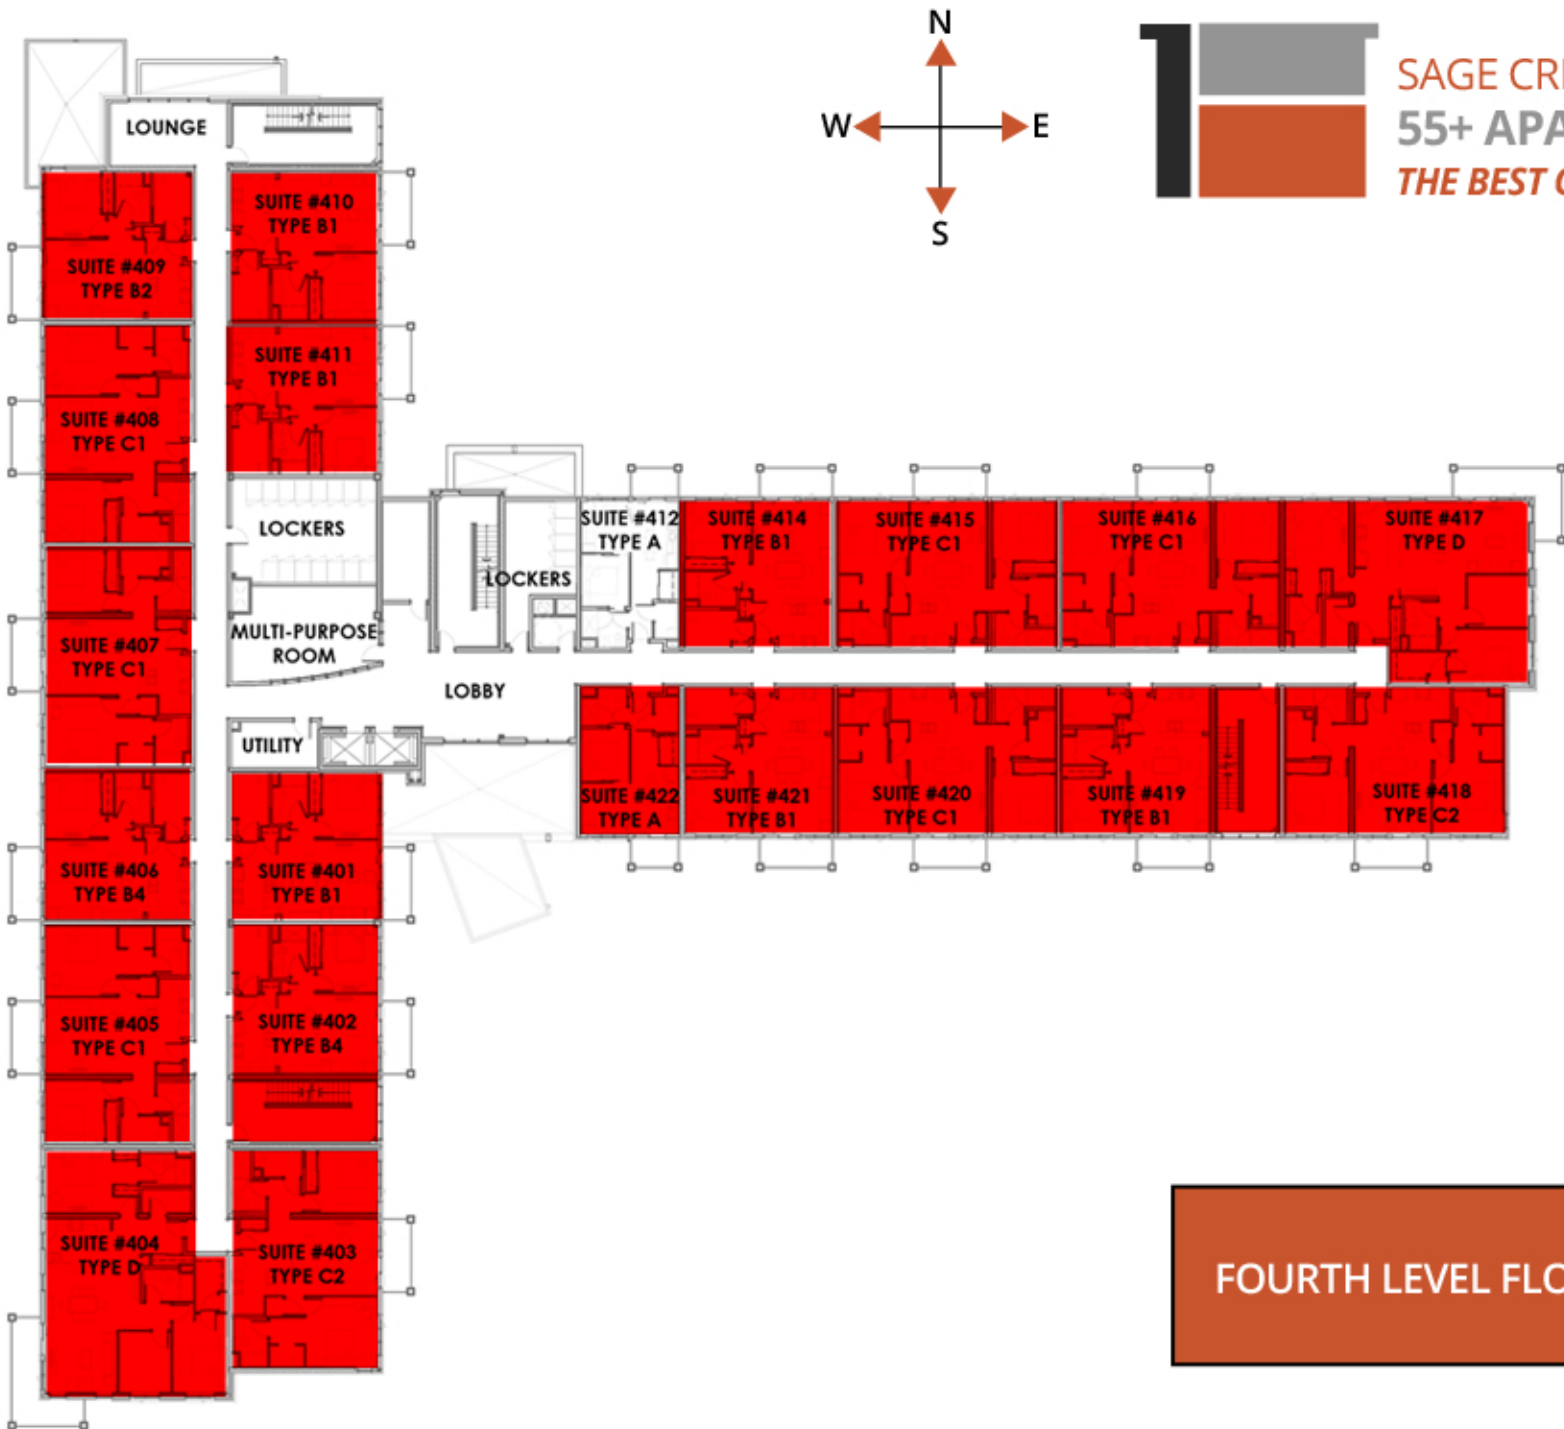 N
W
E
S
SAGE CRE
55+ APA
THE BEST O
LOUNGE
SUITE #410
TYPE B1
SUITE #409
TYPE B2
SUITE #411
TYPE B1
SUITE #408
TYPE C1
LOCKERS
LOCKERS
SUITE #412
TYPE A
SUITE #414
TYPE B1
SUITE #415
TYPE C1
SUITE #416
TYPE C1
SUITE #417
TYPE D
SUITE #407
TYPE C1
MULTI-PURPOSE
ROOM
LOBBY
UTILITY
SUITE #422
TYPE A
SUITE #421
TYPE B1
SUITE #420
TYPE C1
SUITE #419
TYPE B1
SUITE #418
TYPE C2
SUITE #406
TYPE B4
SUITE #401
TYPE B1
SUITE #405
TYPE C1
SUITE #402
TYPE B4
SUITE #404
TYPE D
SUITE #403
TYPE C2
FOURTH LEVEL FLO